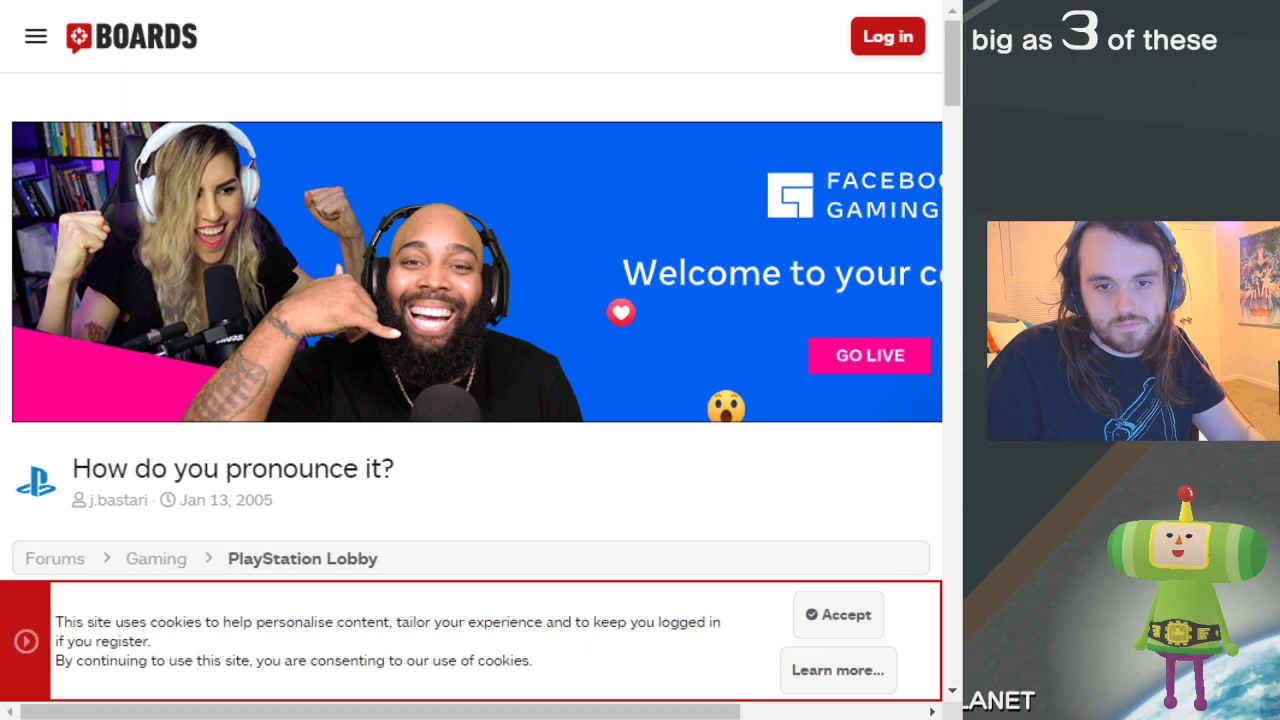 BOARDS
Log in
big as 3 of these
FACEBO
GAMING
Welcome to your c
GO LIVE
How do you pronounce it?
j.bastari · Jan 13, 2005
Forums > Gaming > PlayStation Lobby
This site uses cookies to help personalise content, tailor your experience and to keep you logged in
if you register.
By continuing to use this site, you are consenting to our use of cookies.
Accept
Learn more...
LANET